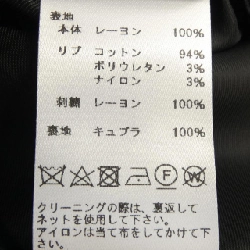 表地
本体 レーヨン 100%
リブ コットン 94%
ポリウレタン 3%
ナイロン 3%
刺繍 レーヨン 100%
裏地 キュプラ 100%
クリーニングの際は、裏返して
ネットを使用して下さい。
アイロンは当て布をしてかけて